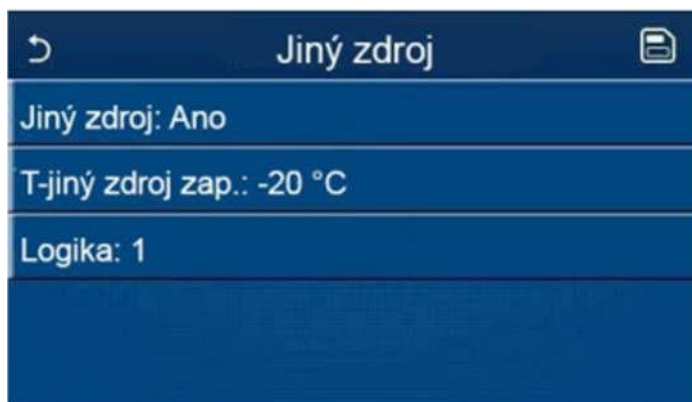 Jiný zdroj
Jiný zdroj: Ano
T-jiný zdroj zap.: -20 °C
Logika: 1